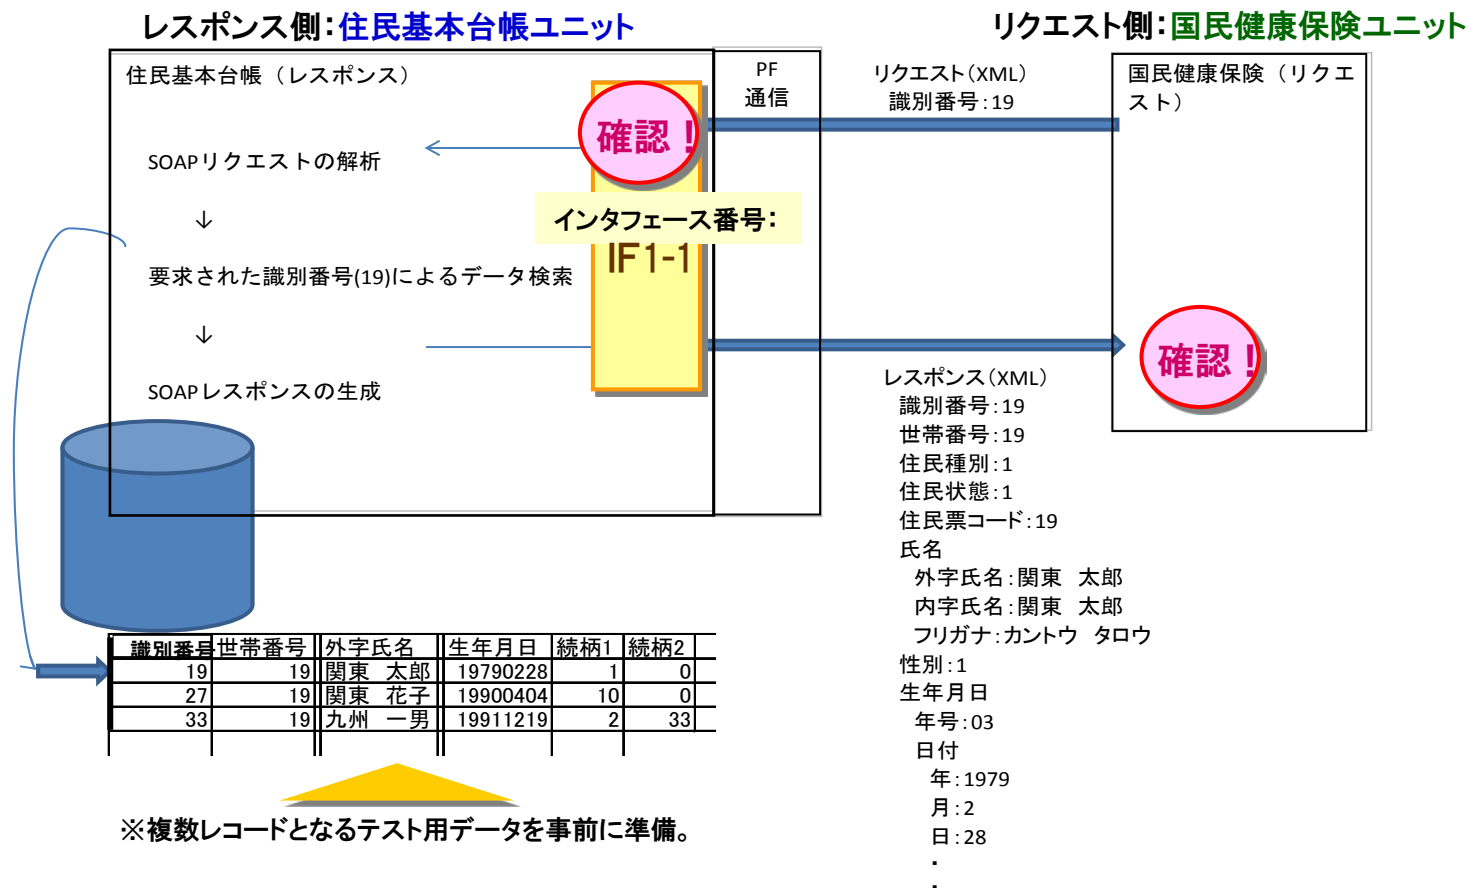 レスポンス側：住民基本台帳ユニット
リクエスト側：国民健康保険ユニット
住民基本台帳（レスポンス）
確認！
SOAPリクエストの解析
↓
要求された識別番号(19)によるデータ検索
↓
SOAPレスポンスの生成
インタフェース番号：
IF1-1
PF
通信
リクエスト（XML）
識別番号：19
国民健康保険（リクエ
スト）
確認！
レスポンス（XML）
識別番号：19
世帯番号：19
住民種別：1
住民状態：1
住民票コード：19
氏名
外字氏名：関東　太郎
内字氏名：関東　太郎
フリガナ：カントウ　タロウ
性別：1
生年月日
年号：03
日付
年：1979
月：2
日：28
・
・
識別番号 世帯番号 外字氏名 生年月日 続柄1 続柄2
19 19 関東　太郎 19790228 1 0
27 19 関東　花子 19900404 10 0
33 19 九州　一男 19911219 2 33
※複数レコードとなるテスト用データを事前に準備。